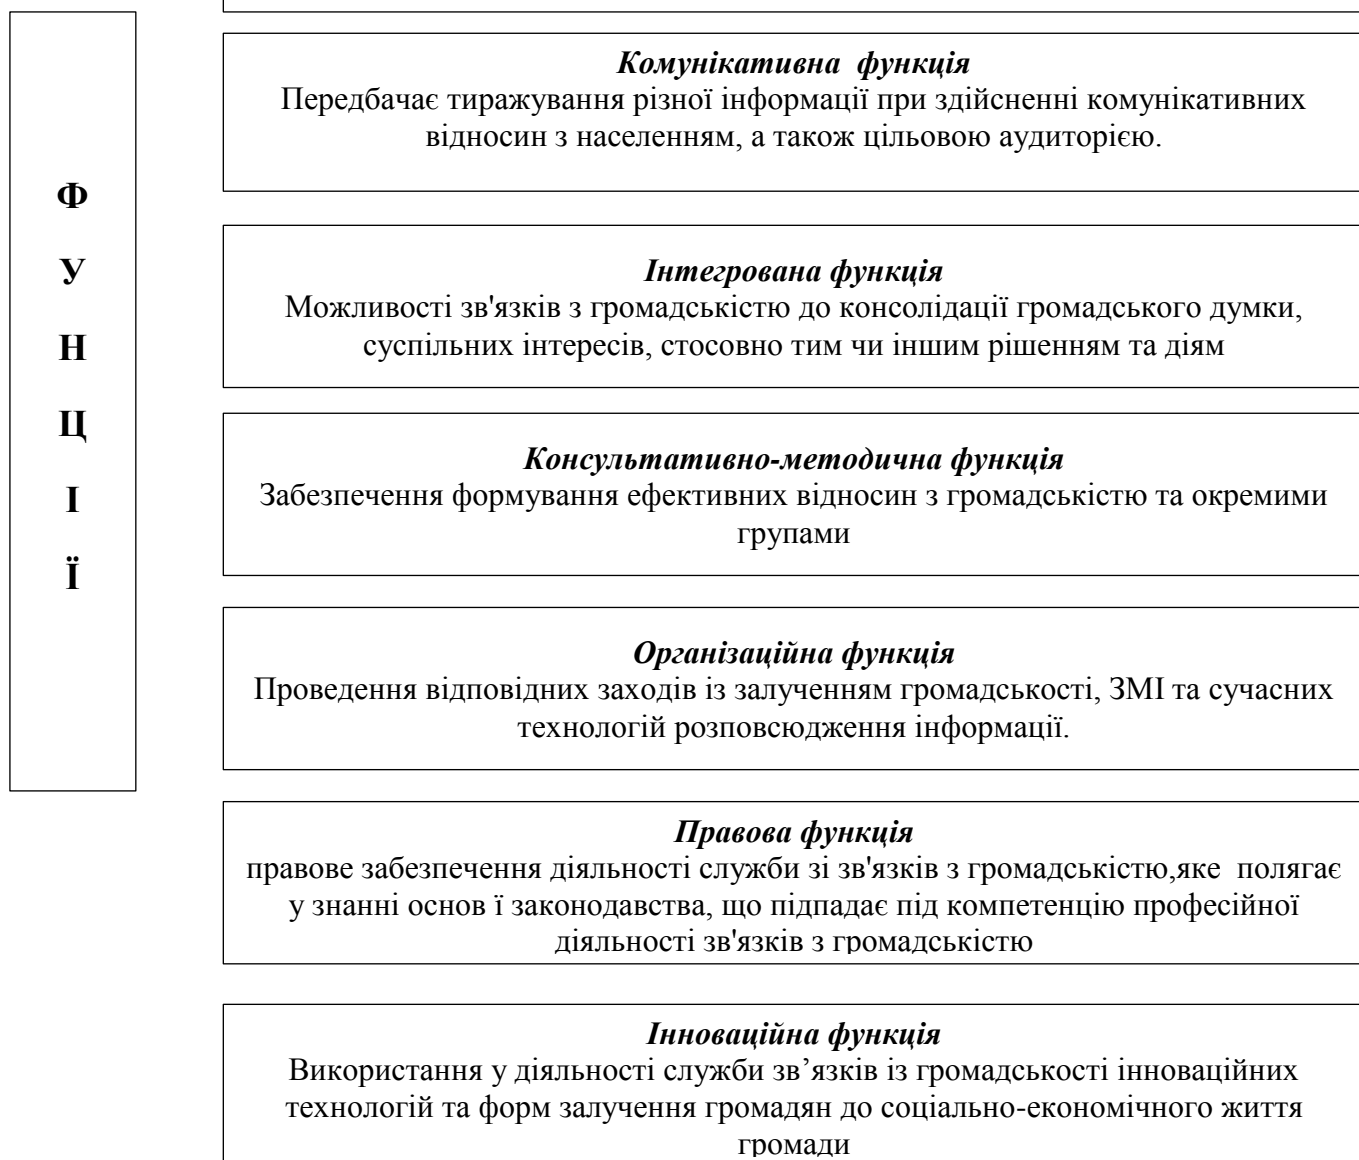 Ф
У
Н
Ц
І
Ї
Комунікативна функція
Передбачає тиражування різної інформації при здійсненні комунікативних
відносин з населенням, а також цільовою аудиторією.
Інтегрована функція
Можливості зв'язків з громадськістю до консолідації громадського думки,
суспільних інтересів, стосовно тим чи іншим рішенням та діям
Консультативно-методична функція
Забезпечення формування ефективних відносин з громадськістю та окремими
групами
Організаційна функція
Проведення відповідних заходів із залученням громадськості, ЗМІ та сучасних
технологій розповсюдження інформації.
Правова функція
правове забезпечення діяльності служби зі зв'язків з громадськістю,яке полягає
у знанні основ ї законодавства, що підпадає під компетенцію професійної
діяльності зв'язків з громадськістю
Інноваційна функція
Використання у діяльності служби зв’язків із громадськості інноваційних
технологій та форм залучення громадян до соціально-економічного життя
громади